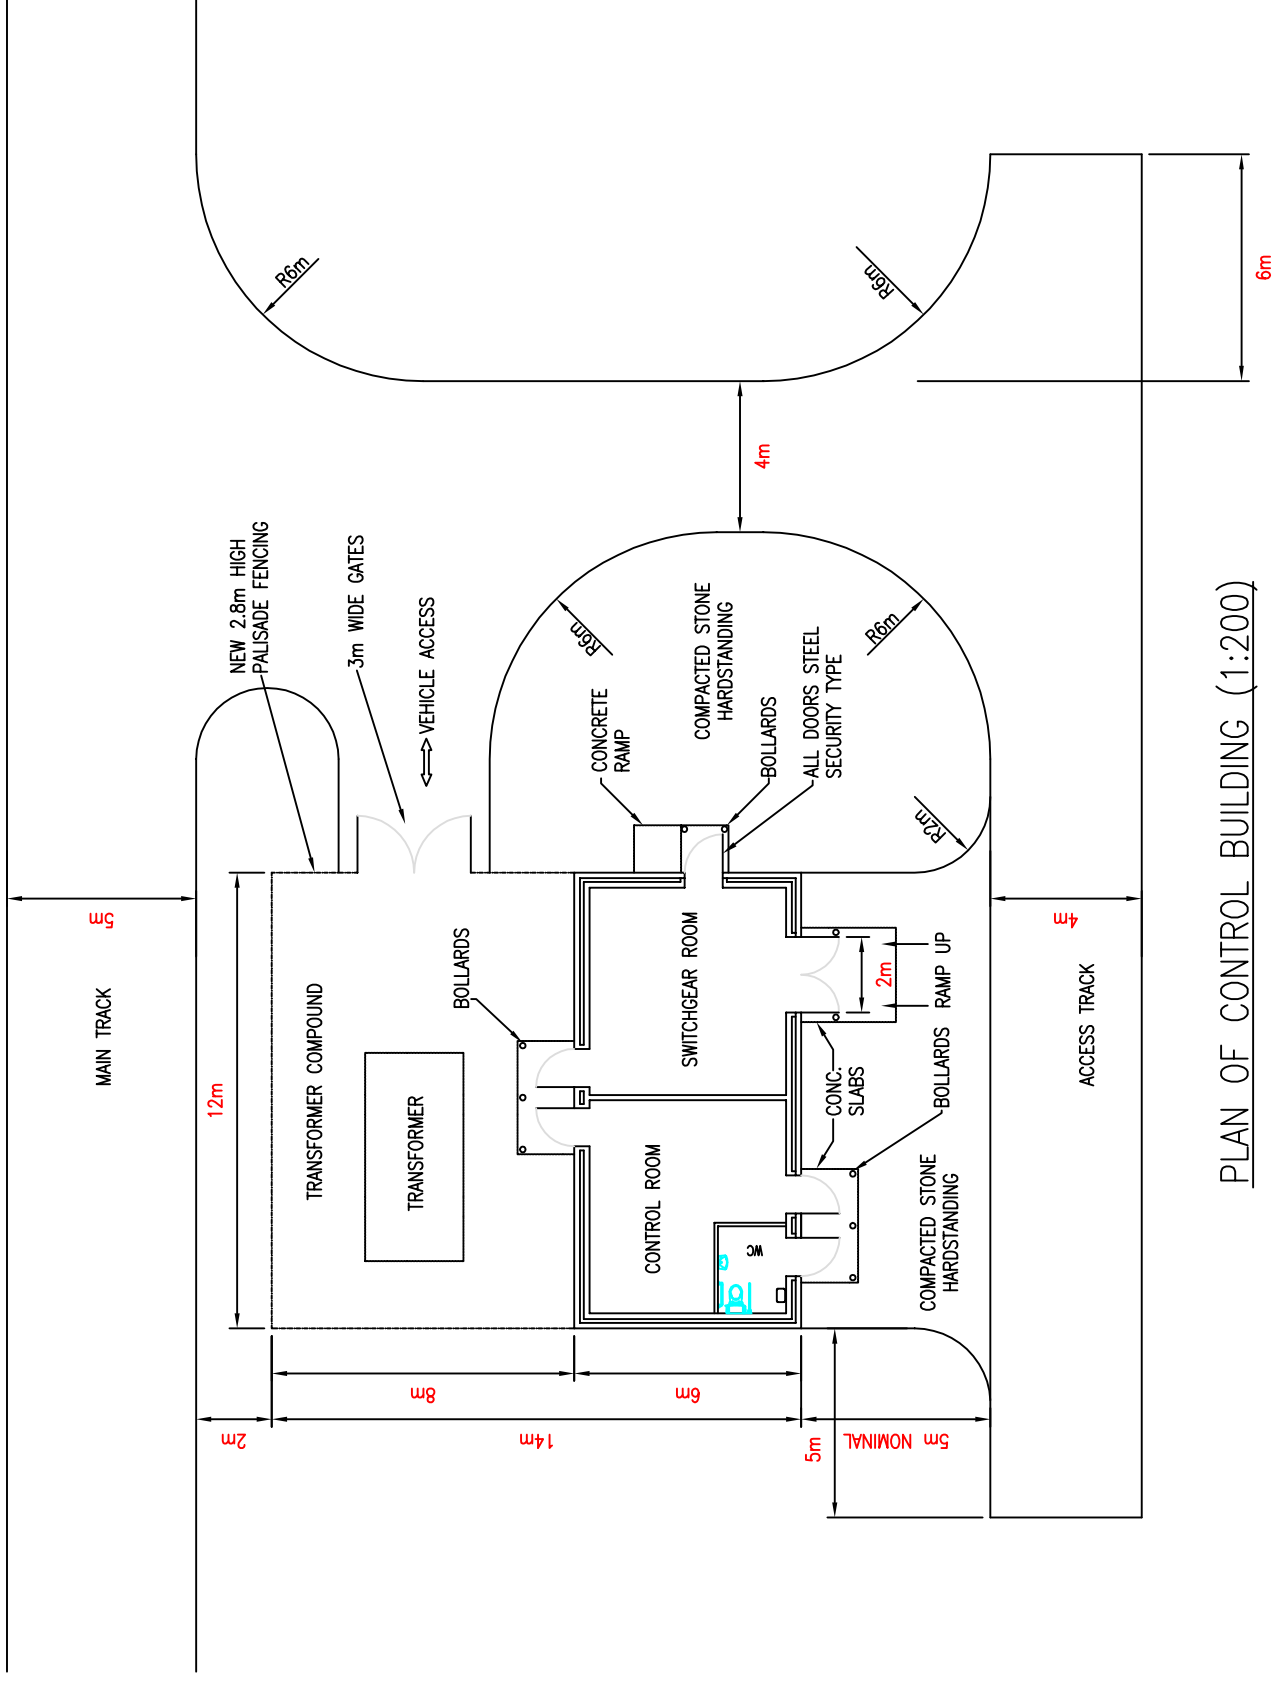 MAIN TRACK
5m
NEW 2.8m HIGH
PALISADE FENCING
3m WIDE GATES
VEHICLE ACCESS
R6m
R6m
6m
4m
12m
TRANSFORMER COMPOUND
TRANSFORMER
BOLLARDS
R6m
R6m
CONCRETE
RAMP
COMPACTED STONE
HARDSTANDING
BOLLARDS
ALL DOORS STEEL
SECURITY TYPE
R2m
SWITCHGEAR ROOM
CONTROL ROOM
WC
2m
RAMP UP
CONC.
SLABS
BOLLARDS
COMPACTED STONE
HARDSTANDING
4m
ACCESS TRACK
2m
8m
14m
6m
5m
5m NOMINAL
PLAN OF CONTROL BUILDING (1:200)